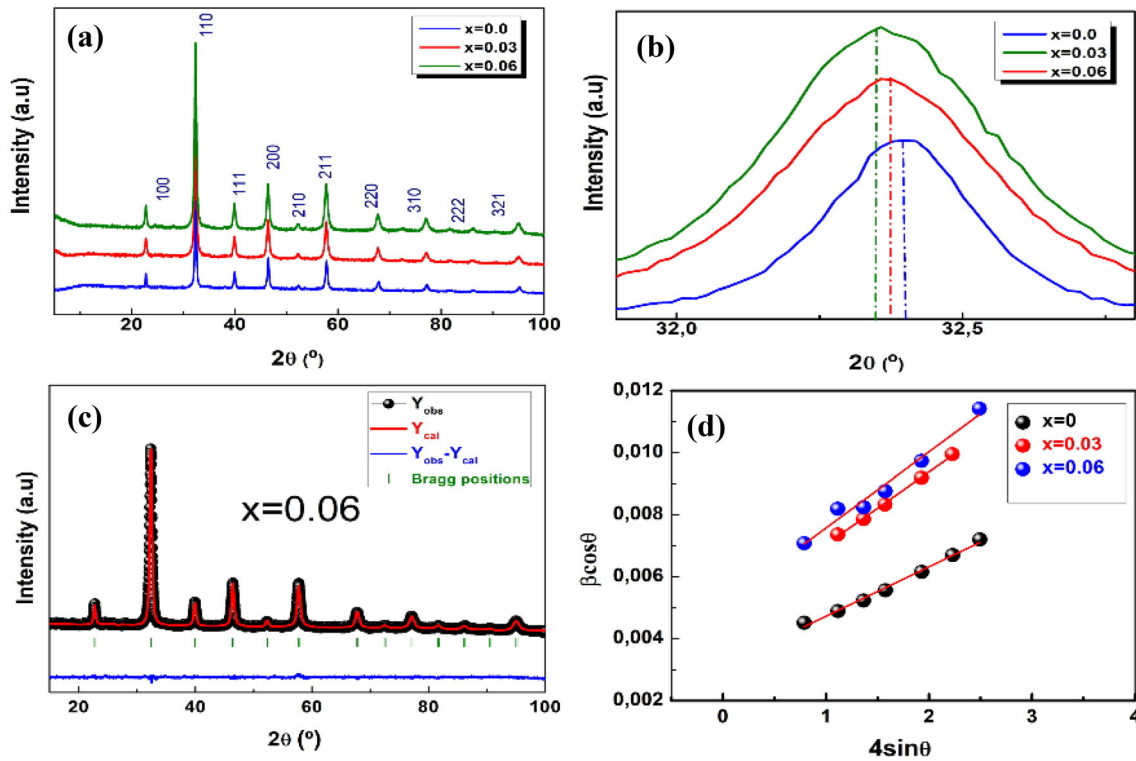 (a)
110
x=0.0
x=0.03
x=0.06
100
111
200
210
211
220
310
222
321
Intensity (a.u)
20 40 60 80 100
2θ (º)
(b)
x=0.0
x=0.03
x=0.06
Intensity (a.u)
32,0 32,5
2θ (º)
(c)
Yobs
Ycal
Yobs-Ycal
Bragg positions
x=0.06
Intensity (a.u)
20 40 60 80 100
2θ (º)
(d)
x=0
x=0.03
x=0.06
0,012
0,010
0,008
0,006
0,004
0,002
βcosθ
0 1 2 3 4
4sinθ